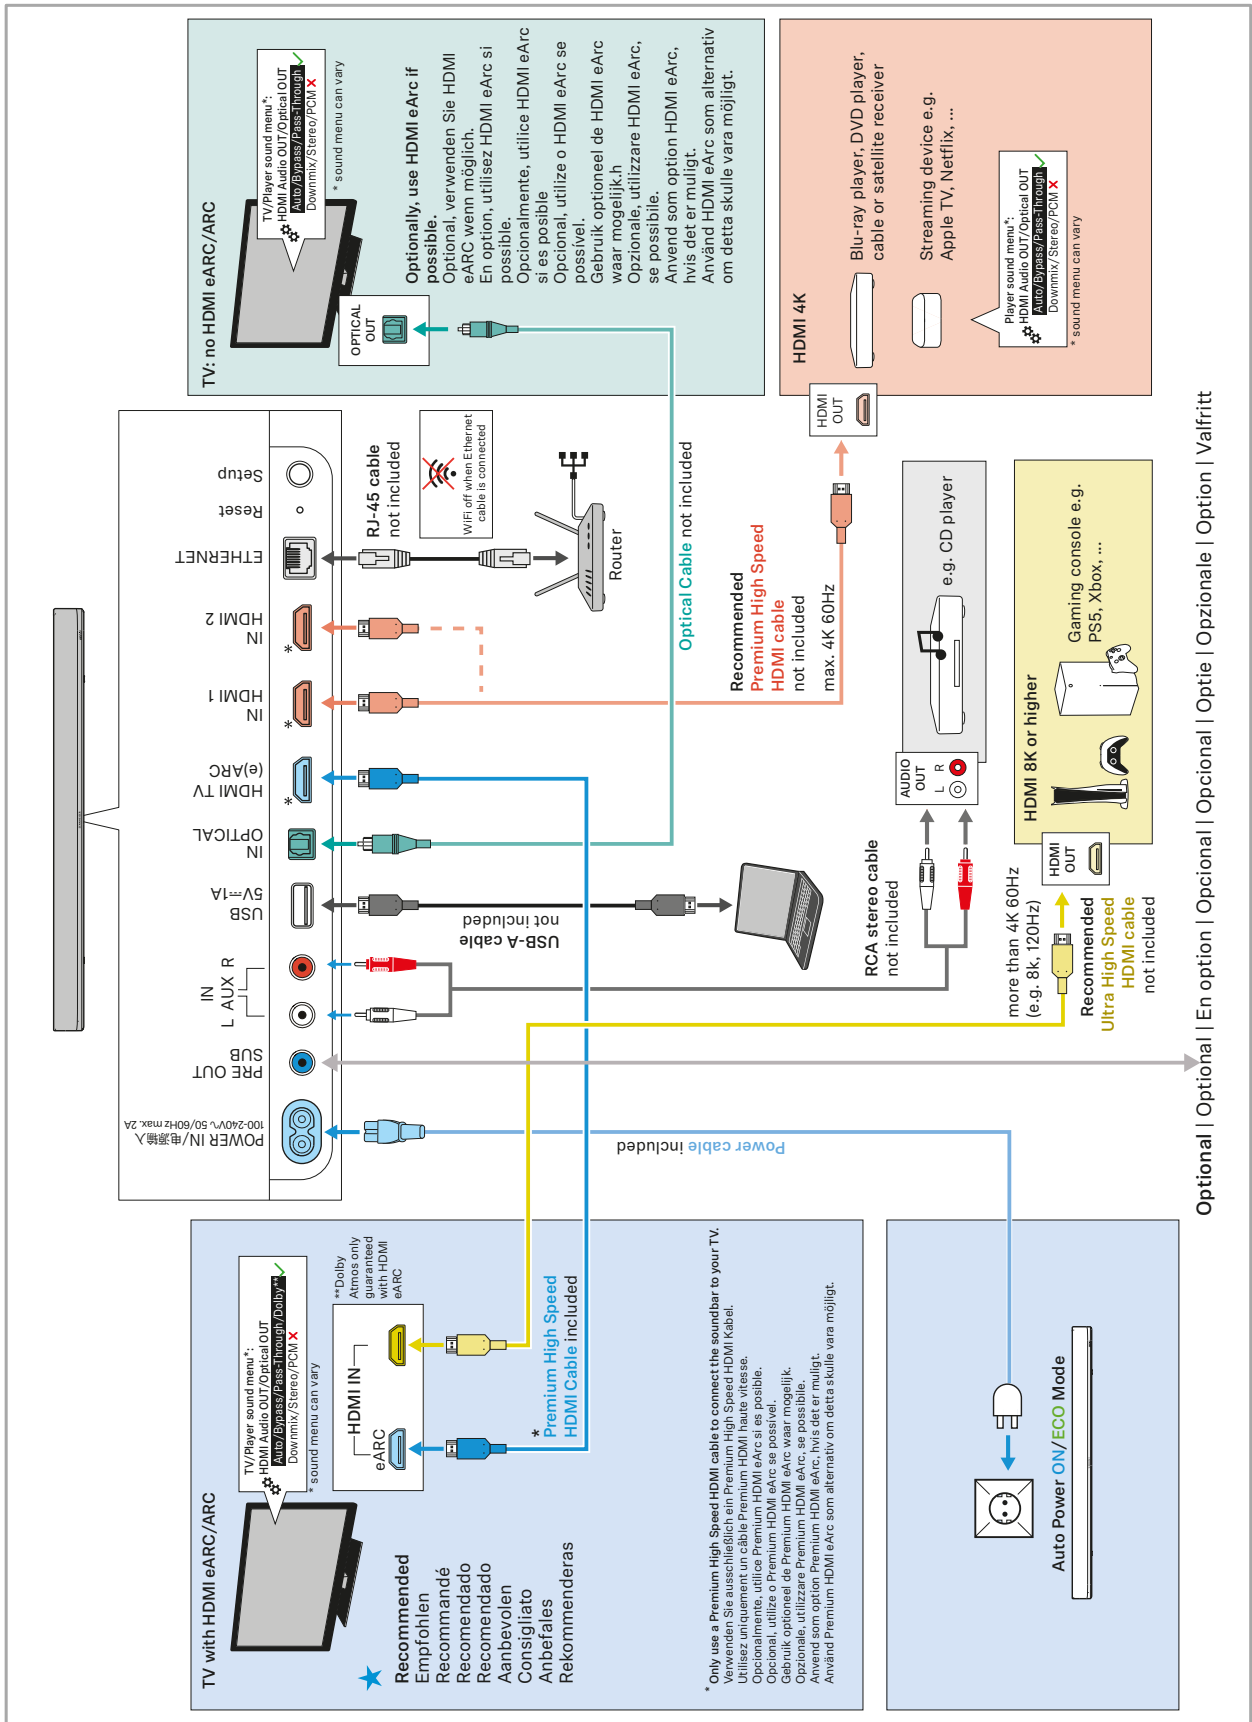 TV with HDMI eARC/ARC
TV/Player sound menu*:
HDMI Audio OUT/Optical OUT
Auto/Bypass/Pass-Through/Dolby**
Downmix/Stereo/PCM X
* sound menu can vary
Recommended
Empfohlen
Recommandé
Recomendado
Recomendado
Aanbevolen
Consigliato
Anbefales
Rekommenderas
HDMI IN
eARC
**Dolby
Atmos only
guaranteed
with HDMI
eARC
*
Premium High Speed
HDMI Cable included
* Only use a Premium High Speed HDMI cable to connect the soundbar to your TV.
Verwenden Sie ausschließlich ein Premium High Speed HDMI Kabel.
Utilisez uniquement un câble Premium HDMI haute vitesse.
Opcionalmente, utilice Premium HDMI eArc si es posible.
Opcional, utilize o Premium HDMI eArc se possível.
Gebruik optioneel de Premium HDMI eArc waar mogelijk.
Opzionale, utilizzare Premium HDMI eArc, se possibile.
Anvend som option Premium HDMI eArc, hvis det er muligt.
Använd Premium HDMI eArc som alternativ om detta skulle vara möjligt.
Auto Power ON/ECO Mode
POWER IN/电源输入
100-240V~ 50/60Hz max. 2A
PRE OUT
SUB
IN
L AUX R
USB
5V⎓1A
IN
OPTICAL
HDMI TV
(e)ARC
*
IN
HDMI 1
*
IN
HDMI 2
*
ETHERNET
Reset
Setup
Power cable included
USB-A cable
not included
RJ-45 cable
not included
WiFi off when Ethernet
cable is connected
Router
Optical Cable not included
TV: no HDMI eARC/ARC
TV/Player sound menu*:
HDMI Audio OUT/Optical OUT
Auto/Bypass/Pass-Through
Downmix/Stereo/PCM X
* sound menu can vary
OPTICAL
OUT
Optionally, use HDMI eArc if
possible.
Optional, verwenden Sie HDMI
eARC wenn möglich.
En option, utilisez HDMI eArc si
possible.
Opcionalmente, utilice HDMI eArc
si es posible
Opcional, utilize o HDMI eArc se
possível.
Gebruik optioneel de HDMI eArc
waar mogelijk.h
Opzionale, utilizzare HDMI eArc,
se possibile.
Anvend som option HDMI eArc,
hvis det er muligt.
Använd HDMI eArc som alternativ
om detta skulle vara möjligt.
Recommended
Premium High Speed
HDMI cable
not included
max. 4K 60Hz
HDMI 4K
HDMI
OUT
Blu-ray player, DVD player,
cable or satellite receiver
Streaming device e.g.
Apple TV, Netflix, ...
Player sound menu*:
HDMI Audio OUT/Optical OUT
Auto/Bypass/Pass-Through
Downmix/Stereo/PCM X
* sound menu can vary
RCA stereo cable
not included
AUDIO
OUT
L R
e.g. CD player
more than 4K 60Hz
(e.g. 8k, 120Hz)
Recommended
Ultra High Speed
HDMI cable
not included
HDMI 8K or higher
HDMI
OUT
Gaming console e.g.
PS5, Xbox, ...
Optional | Optional | En option | Opcional | Opcional | Optie | Opzionale | Option | Valfritt